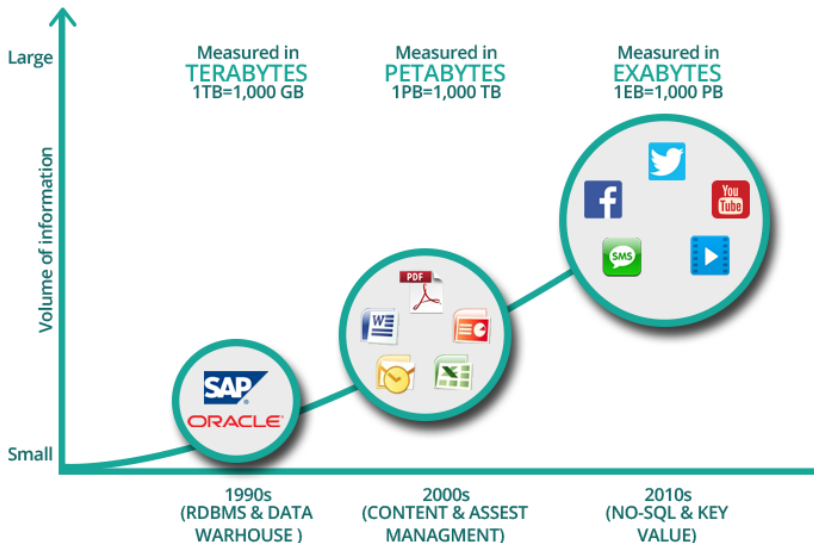 Large
Measured in
TERABYTES
1TB=1,000 GB
Measured in
PETABYTES
1PB=1,000 TB
Measured in
EXABYTES
1EB=1,000 PB
Volume of information
You
Tube
f
SMS
PDF
W
X
SAP
®
ORACLE
Small
1990s
(RDBMS & DATA
WARHOUSE )
2000s
(CONTENT & ASSEST
MANAGMENT)
2010s
(NO-SQL & KEY
VALUE)